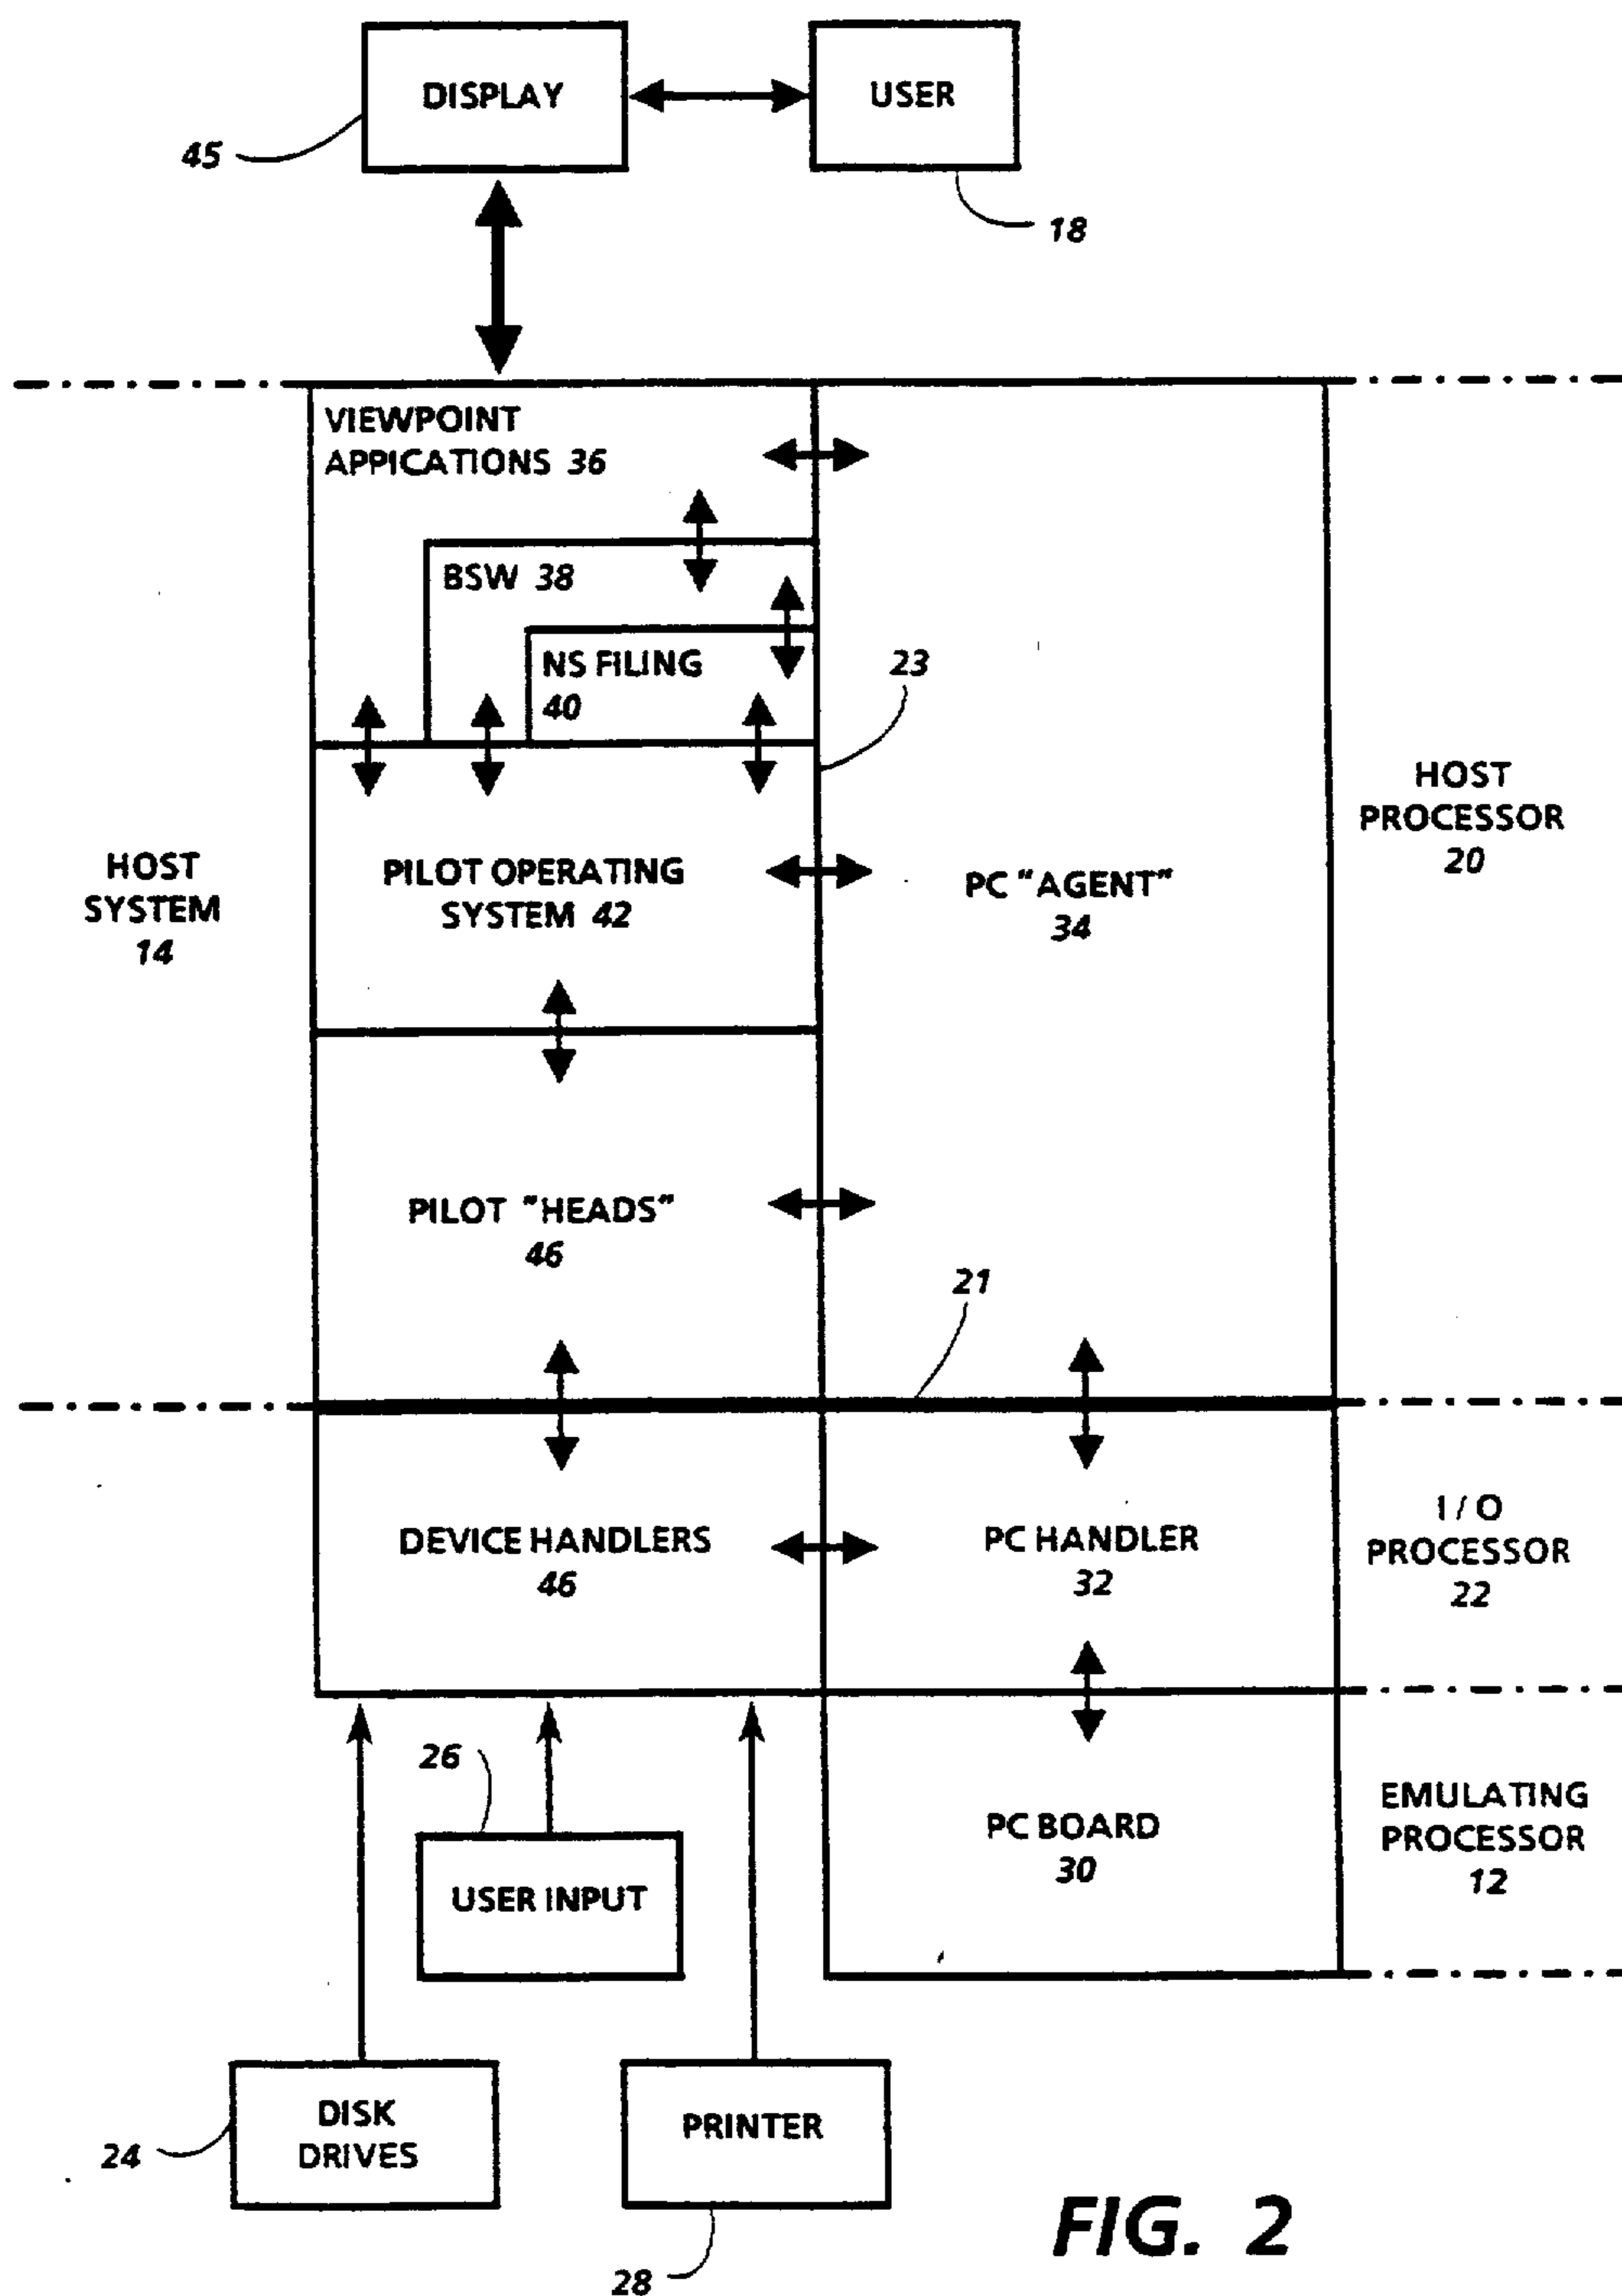 DISPLAY
USER
45
18
VIEWPOINT
APPICATIONS 36
BSW 38
NS FILING
40
23
HOST
PROCESSOR
20
HOST
SYSTEM
14
PILOT OPERATING
SYSTEM 42
PC "AGENT"
34
PILOT "HEADS"
46
21
DEVICE HANDLERS
46
PC HANDLER
32
I/O
PROCESSOR
22
26
USER INPUT
PC BOARD
30
EMULATING
PROCESSOR
12
24
DISK
DRIVES
PRINTER
28
FIG. 2